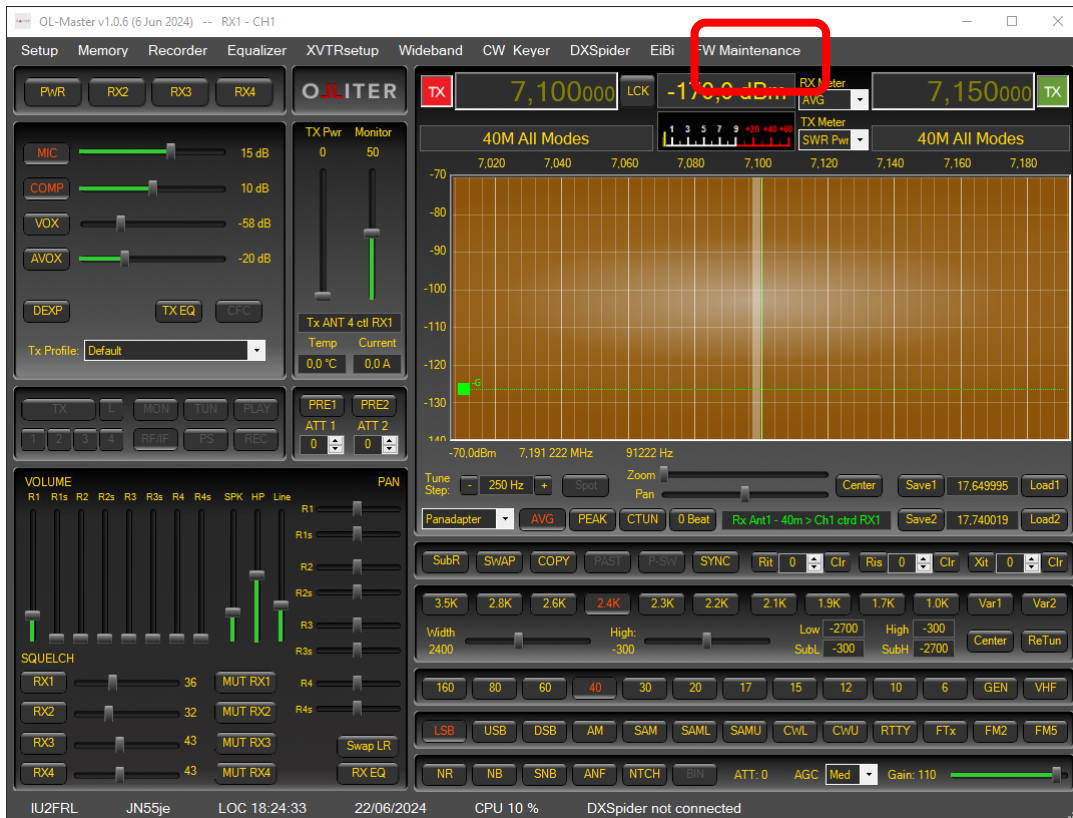 OL-Master v1.0.6 (6 Jun 2024) -- RX1 - CH1
Setup Memory Recorder Equalizer XVTRsetup Wideband CW Keyer DXSpider EiBi FW Maintenance
PWR RX2 RX3 RX4
OLLITER
TX 7,100000 LCK -170,0 dBm RX Meter AVG 7,150000 TX
TX Meter
40M All Modes 1 3 5 7 9 +20 +40 +60 SWR Pwr 40M All Modes
MIC 15 dB
COMP 10 dB
VOX -58 dB
AVOX -20 dB
DEXP TX EQ CFC
Tx Profile: Default
TX Pwr Monitor
0 50
Tx ANT 4 ctl RX1
Temp Current
0,0 °C 0,0 A
7,020 7,040 7,060 7,080 7,100 7,120 7,140 7,160 7,180
-70
-80
-90
-100
-110
-120
-G
-130
-140
-70,0dBm 7,191 222 MHz 91222 Hz
TX L MON TUN PLAY
1 2 3 4 RF/IF PS REC
PRE1 PRE2
ATT 1 ATT 2
0 0
Tune Step: - 250 Hz + Spot Zoom Pan Center Save1 17,649995 Load1
Panadapter AVG PEAK CTUN 0 Beat Rx Ant1 - 40m > Ch1 ctrd RX1 Save2 17,740019 Load2
VOLUME PAN
R1 R1s R2 R2s R3 R3s R4 R4s SPK HP Line
R1
R1s
R2
R2s
R3
R3s
R4
R4s
SQUELCH
RX1 36 MUT RX1
RX2 32 MUT RX2
RX3 43 MUT RX3 Swap LR
RX4 43 MUT RX4 RX EQ
SubR SWAP COPY PAST P-SW SYNC Rit 0 Clr Ris 0 Clr Xit 0 Clr
3.5K 2.8K 2.6K 2.4K 2.3K 2.2K 2.1K 1.9K 1.7K 1.0K Var1 Var2
Width High: Low -2700 High -300 Center ReTun
2400 -300 SubL -300 SubH -2700
160 80 60 40 30 20 17 15 12 10 6 GEN VHF
LSB USB DSB AM SAM SAML SAMU CWL CWU RTTY FTx FM2 FM5
NR NB SNB ANF NTCH BIN ATT: 0 AGC Med Gain: 110
IU2FRL JN55je LOC 18:24:33 22/06/2024 CPU 10 % DXSpider not connected